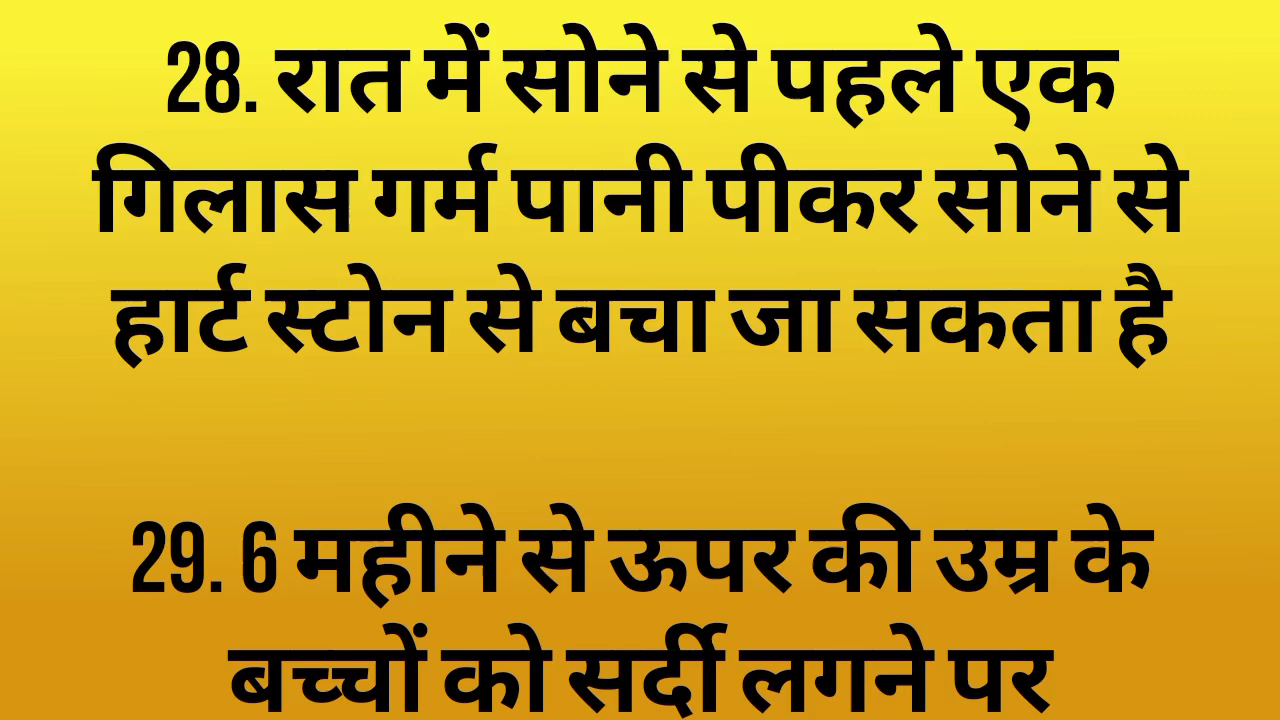 28. रात में सोने से पहले एक
गिलास गर्म पानी पीकर सोने से
हार्ट स्टोन से बचा जा सकता है
29. 6 महीने से ऊपर की उम्र के
बच्चों को सर्दी लगने पर